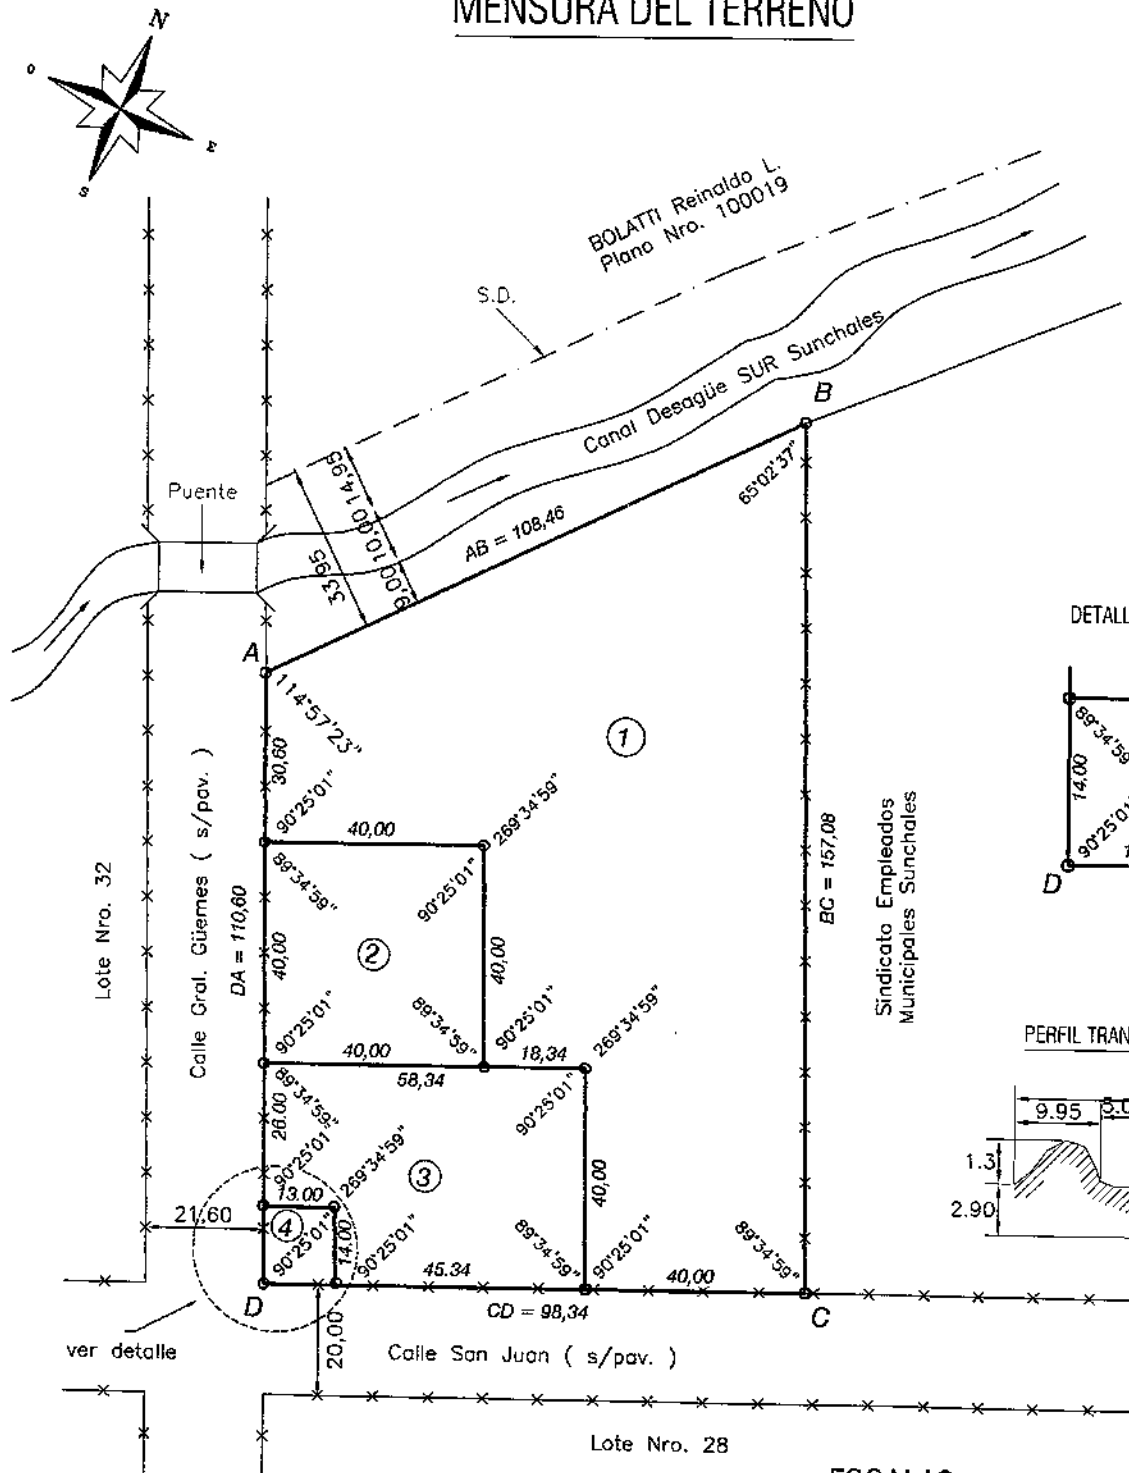 MENSURA DEL TERRENO
N
O
E
S
BOLATTI Reinaldo L.
Plano Nro. 100019
S.D.
Canal Desagüe SUR Sunchales
B
65°02'37"
Puente
14,95
10,00
9,00
33,95
AB = 108,46
A
114°57'23"
1
30,60
90°25'01"
40,00
269°34'59"
89°34'59"
90°25'01"
2
40,00
40,00
DA = 110,60
Calle Gral. Güemes ( s/pav. )
Lote Nro. 32
BC = 157,08
Sindicato Empleados
Municipales Sunchales
90°25'01"
89°34'59"
90°25'01"
269°34'59"
40,00
18,34
58,34
89°34'59"
26.00
90°25'01"
90°25'01"
269°34'59"
3
40,00
13.00
21,60
4
14,00
90°25'01"
90°25'01"
89°34'59"
90°25'01"
89°34'59"
45.34
40,00
D
CD = 98,34
C
20,00
ver detalle
Calle San Juan ( s/pav. )
Lote Nro. 28
DETALL
89°34'59
14,00
90°25'01
1
D
PERFIL TRAN
9.95
5.0
1.3
2.90